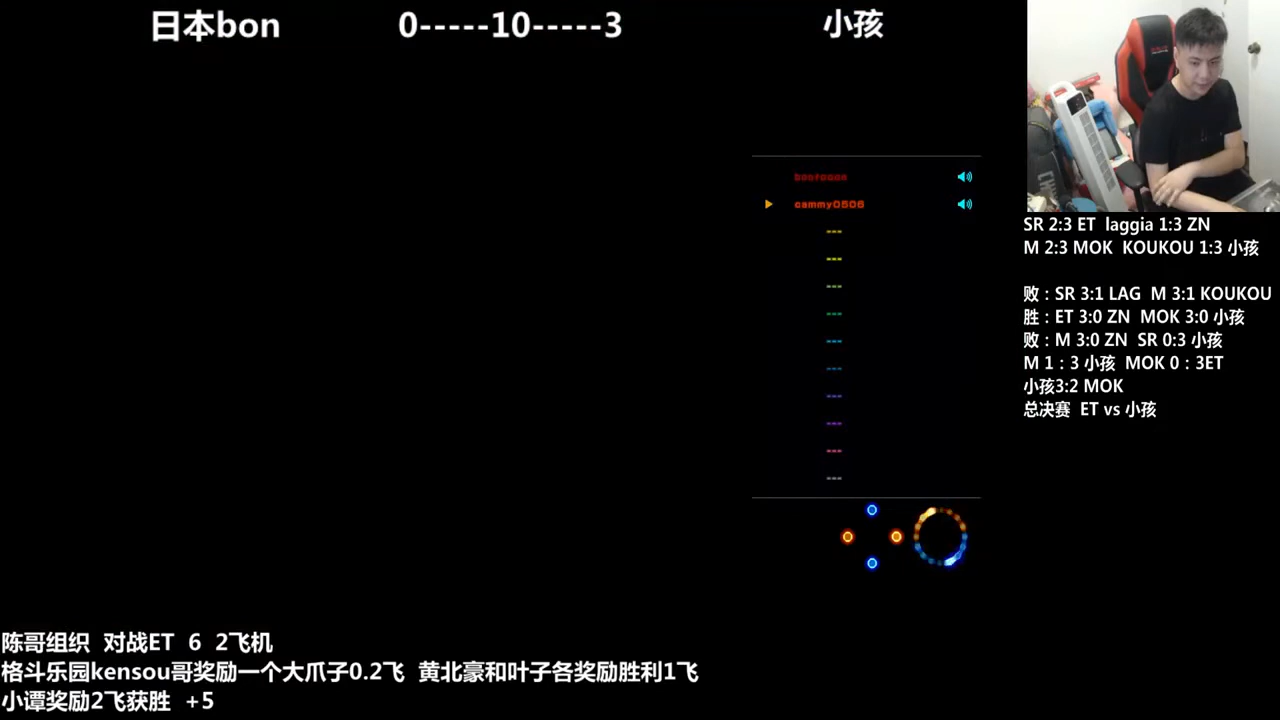 日本bon 0-----10-----3 小孩
cammy0506
---
---
---
---
---
---
---
---
---
---
SR 2:3 ET laggia 1:3 ZN
M 2:3 MOK KOUKOU 1:3 小孩
败：SR 3:1 LAG M 3:1 KOUKOU
胜：ET 3:0 ZN MOK 3:0 小孩
败：M 3:0 ZN SR 0:3 小孩
M 1：3 小孩 MOK 0：3ET
小孩3:2 MOK
总决赛 ET vs 小孩
陈哥组织 对战ET 6 2飞机
格斗乐园kensou哥奖励一个大爪子0.2飞 黄北豪和叶子各奖励胜利1飞
小谭奖励2飞获胜 +5